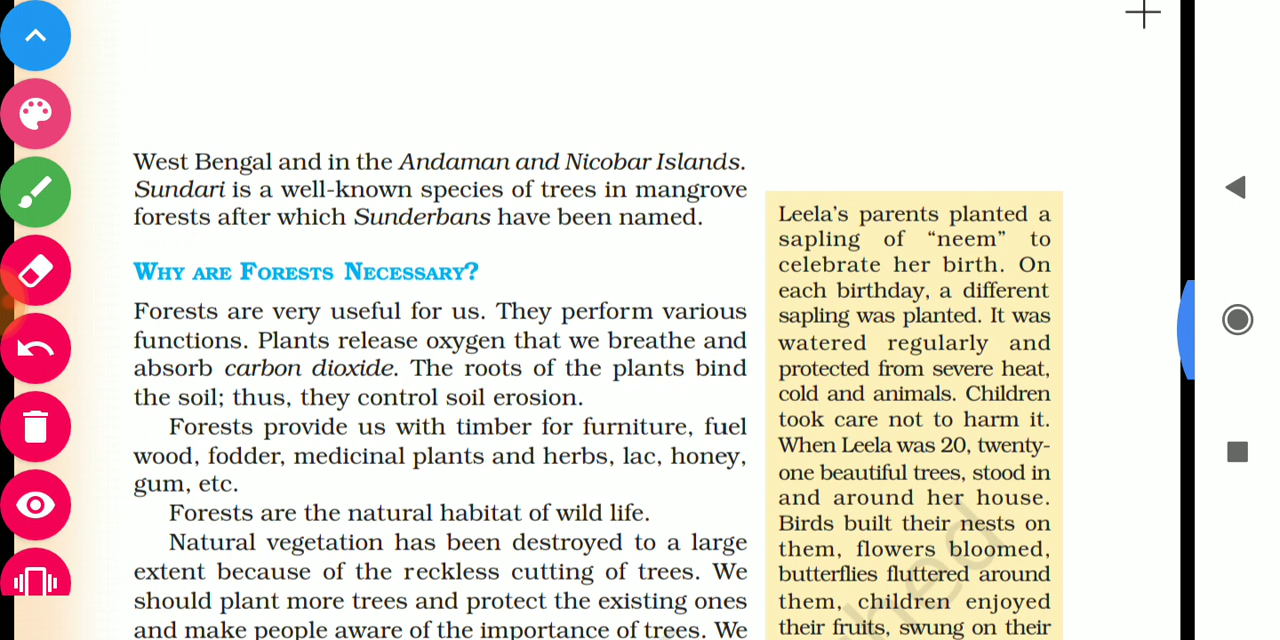 West Bengal and in the Andaman and Nicobar Islands.
Sundari is a well-known species of trees in mangrove
forests after which Sunderbans have been named.
WHY ARE FORESTS NECESSARY?
Forests are very useful for us. They perform various
functions. Plants release oxygen that we breathe and
absorb carbon dioxide. The roots of the plants bind
the soil; thus, they control soil erosion.
Forests provide us with timber for furniture, fuel
wood, fodder, medicinal plants and herbs, lac, honey,
gum, etc.
Forests are the natural habitat of wild life.
Natural vegetation has been destroyed to a large
extent because of the reckless cutting of trees. We
should plant more trees and protect the existing ones
and make people aware of the importance of trees. We
Leela's parents planted a
sapling of “neem” to
celebrate her birth. On
each birthday, a different
sapling was planted. It was
watered regularly and
protected from severe heat,
cold and animals. Children
took care not to harm it.
When Leela was 20, twenty-
one beautiful trees, stood in
and around her house.
Birds built their nests on
them, flowers bloomed,
butterflies fluttered around
them, children enjoyed
their fruits, swung on their
hed